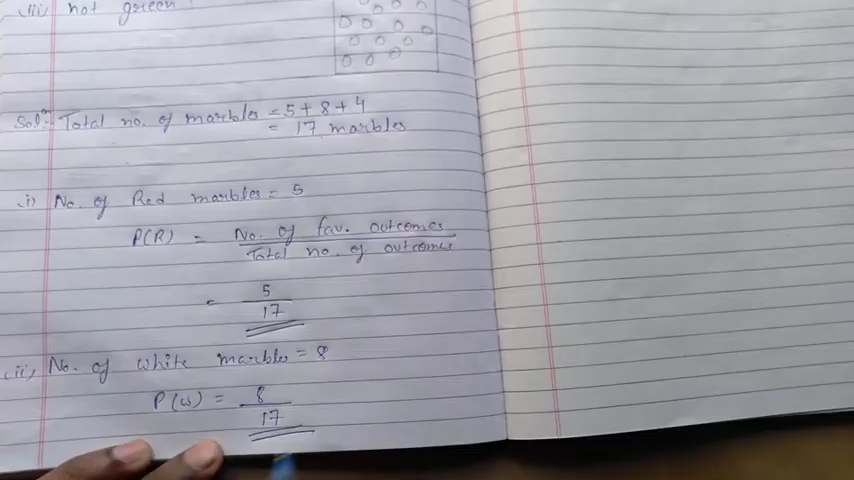 (iii) not green
Sol:- Total no. of marbles = 5 + 8 + 4
= 17 marbles
i) No. of Red marbles = 5
P(R) = No. of fav. outcomes
Total no. of outcomes
= 5
17
(ii) No. of white marbles = 8
P(w) = 8
17